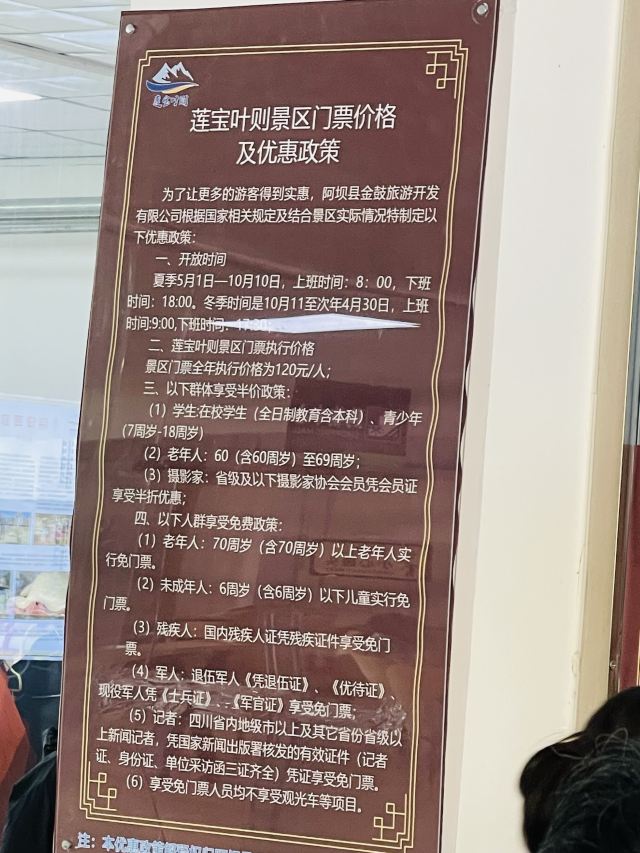 莲宝叶则
莲宝叶则景区门票价格
及优惠政策
为了让更多的游客得到实惠，阿坝县金鼓旅游开发
有限公司根据国家相关规定及结合景区实际情况特制定以
下优惠政策：
一、开放时间
夏季5月1日—10月10日，上班时间：8：00，下班
时间：18:00。冬季时间是10月11至次年4月30日，上班
时间:9:00,下班时间：17:30；
二、莲宝叶则景区门票执行价格
景区门票全年执行价格为120元/人；
三、以下群体享受半价政策：
（1）学生:在校学生（全日制教育含本科）、青少年
(7周岁-18周岁)
（2）老年人：60（含60周岁）至69周岁；
（3）摄影家：省级及以下摄影家协会会员凭会员证
享受半折优惠；
四、以下人群享受免费政策：
（1）老年人：70周岁（含70周岁）以上老年人实
行免门票。
（2）未成年人：6周岁（含6周岁）以下儿童实行免
门票。
（3）残疾人：国内残疾人证凭残疾证件享受免门
票。
（4）军人：退伍军人《凭退伍证》、《优待证》、
现役军人凭《士兵证》、《军官证》享受免门票；
（5）记者：四川省内地级市以上及其它省份省级以
上新闻记者，凭国家新闻出版署核发的有效证件（记者
证、身份证、单位采访函三证齐全）凭证享受免门票。
（6）享受免门票人员均不享受观光车等项目。
注：本优惠政策解释权归